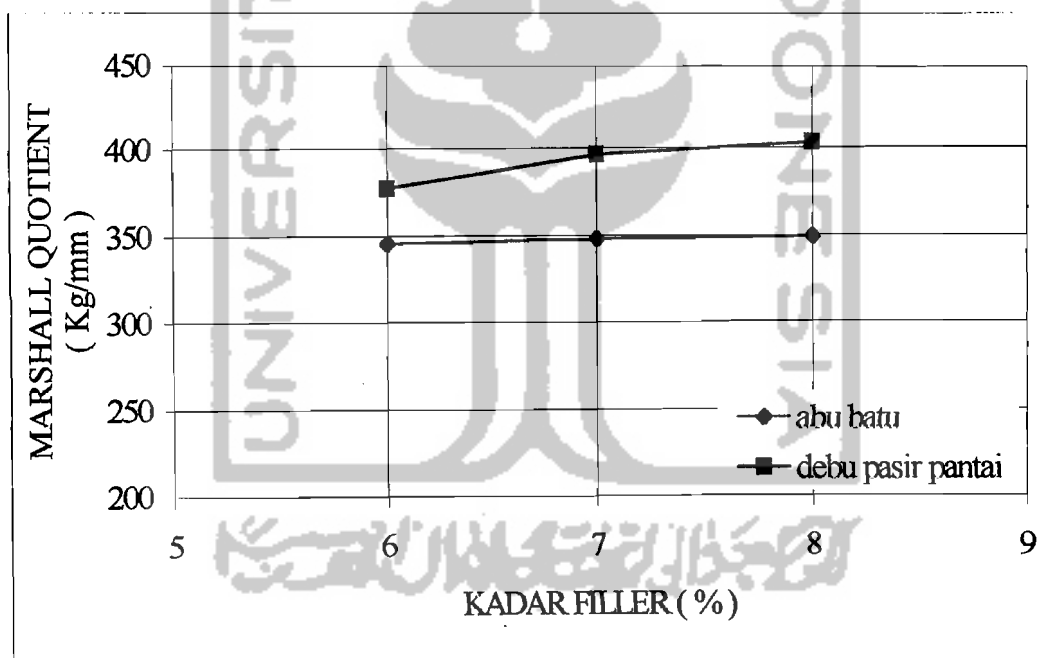 MARSHALL QUOTIENT
( Kg/mm )
450
400
350
300
250
200
5
6
7
8
9
KADAR FILLER ( % )
abu batu
debu pasir pantai
UNIVERSIT